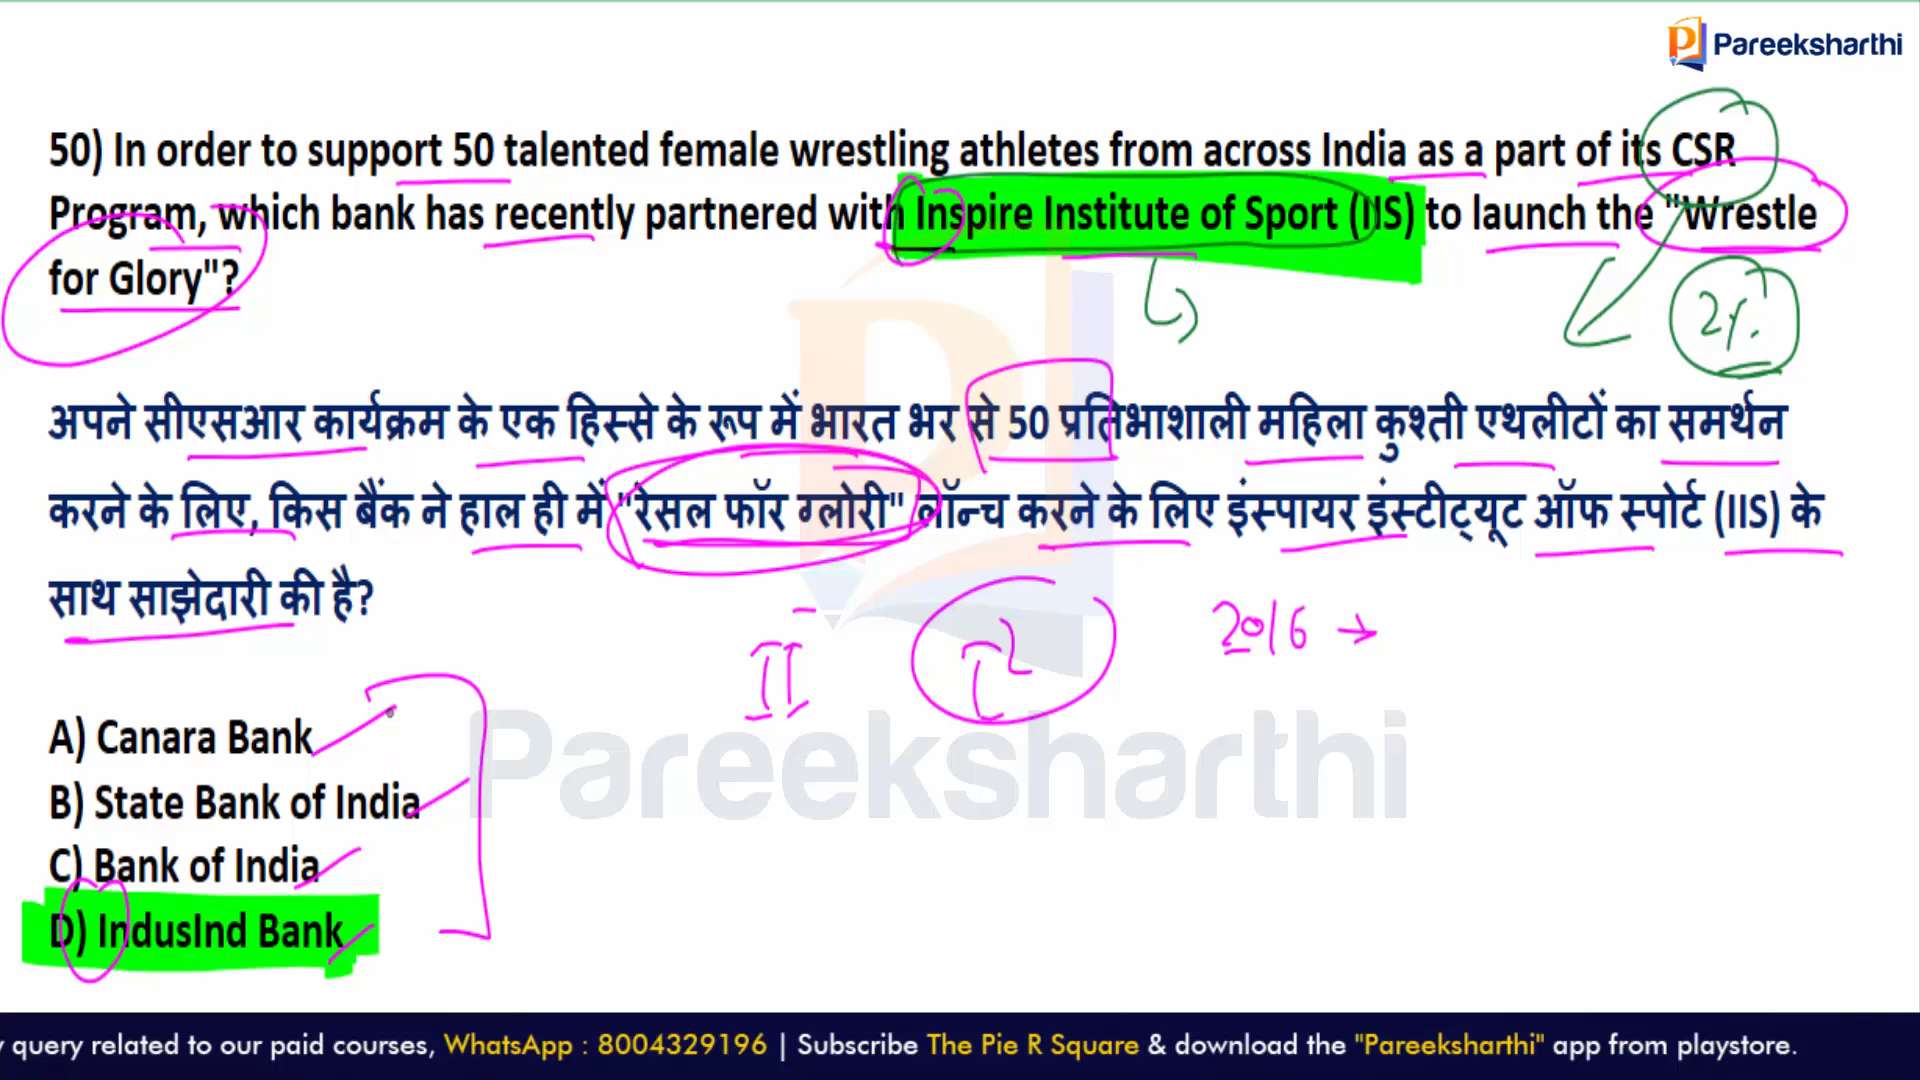 Pareeksharthi
50) In order to support 50 talented female wrestling athletes from across India as a part of its CSR
Program, which bank has recently partnered with Inspire Institute of Sport (IIS) to launch the "Wrestle
for Glory"?
2%.
अपने सीएसआर कार्यक्रम के एक हिस्से के रूप में भारत भर से 50 प्रतिभाशाली महिला कुश्ती एथलीटों का समर्थन
करने के लिए, किस बैंक ने हाल ही में "रेसल फॉर ग्लोरी" लॉन्च करने के लिए इंस्पायर इंस्टीट्यूट ऑफ स्पोर्ट (IIS) के
साथ साझेदारी की है?
II I² 2016 →
A) Canara Bank
B) State Bank of India
C) Bank of India
D) IndusInd Bank
Pareeksharthi
y query related to our paid courses, WhatsApp : 8004329196 | Subscribe The Pie R Square & download the "Pareeksharthi" app from playstore.